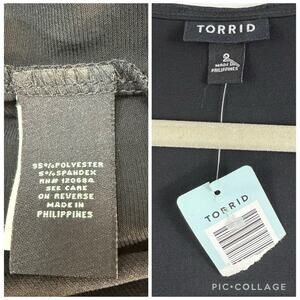 95%POLYESTER
5%SPANDEX
RN# 120684
SEE CARE
ON REVERSE
MADE IN
PHILIPPINES
TORRID
2
MADE IN
PHILIPPINES
TORRID
PIC•COLLAGE